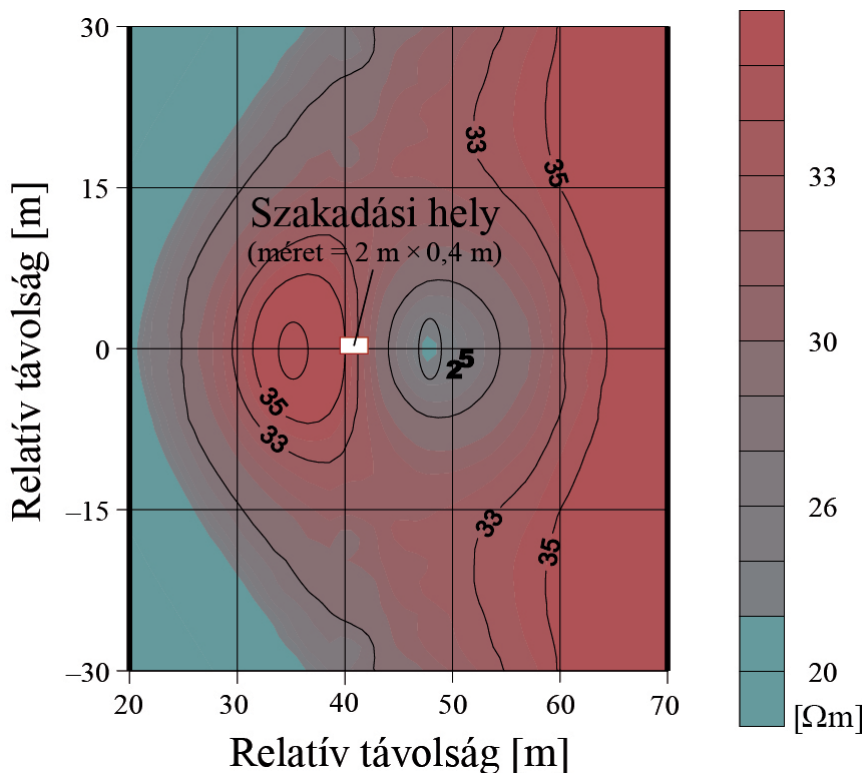 30
15
0
–15
–30
Relatív távolság [m]
20 30 40 50 60 70
Relatív távolság [m]
Szakadási hely
(méret = 2 m × 0,4 m)
33
35
35
33
25
33
35
33
30
26
20
[Ωm]